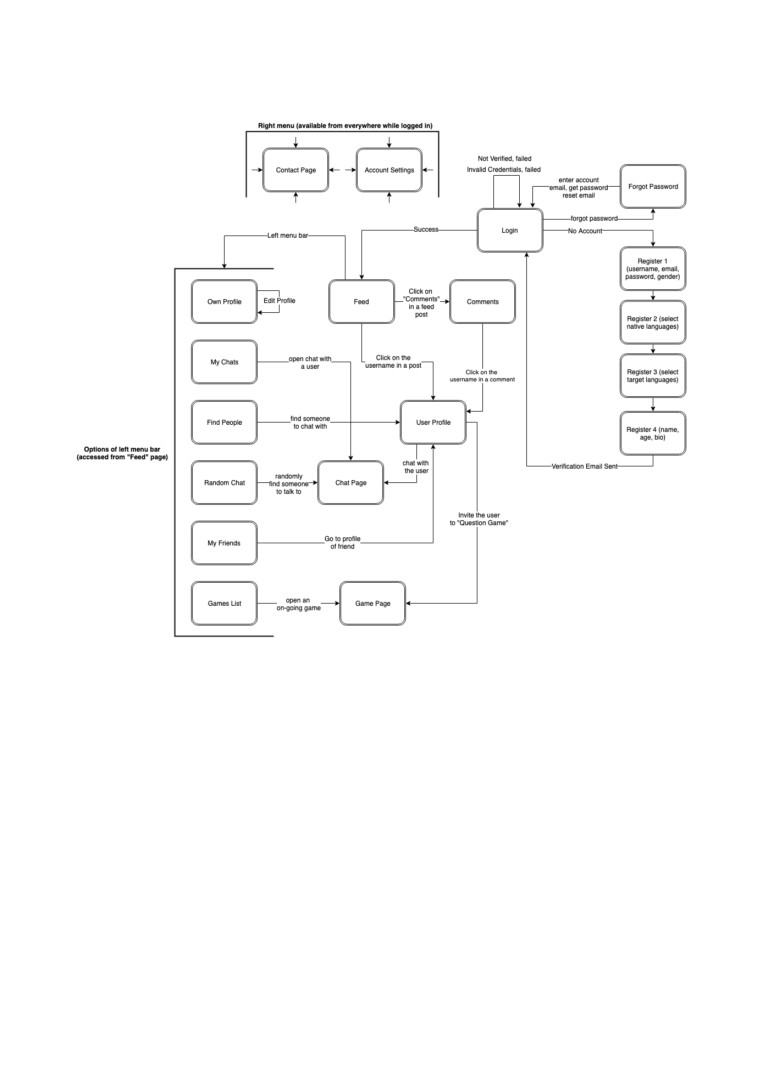 Right menu (available from everywhere while logged in)
Contact Page
Account Settings
Not Verified, failed
Invalid Credentials, failed
enter account
email, get password
reset email
Forgot Password
forgot password
Login
No Account
Success
Left menu bar
Register 1
(username, email,
password, gender)
Own Profile
Edit Profile
Feed
Click on
"Comments"
in a feed
post
Comments
Register 2 (select
native languages)
My Chats
open chat with
a user
Click on the
username in a post
Click on the
username in a comment
Register 3 (select
target languages)
Find People
find someone
to chat with
User Profile
Register 4 (name,
age, bio)
Options of left menu bar
(accessed from "Feed" page)
Verification Email Sent
Random Chat
randomly
find someone
to talk to
Chat Page
chat with
the user
Invite the user
to "Question Game"
My Friends
Go to profile
of friend
Games List
open an
on-going game
Game Page